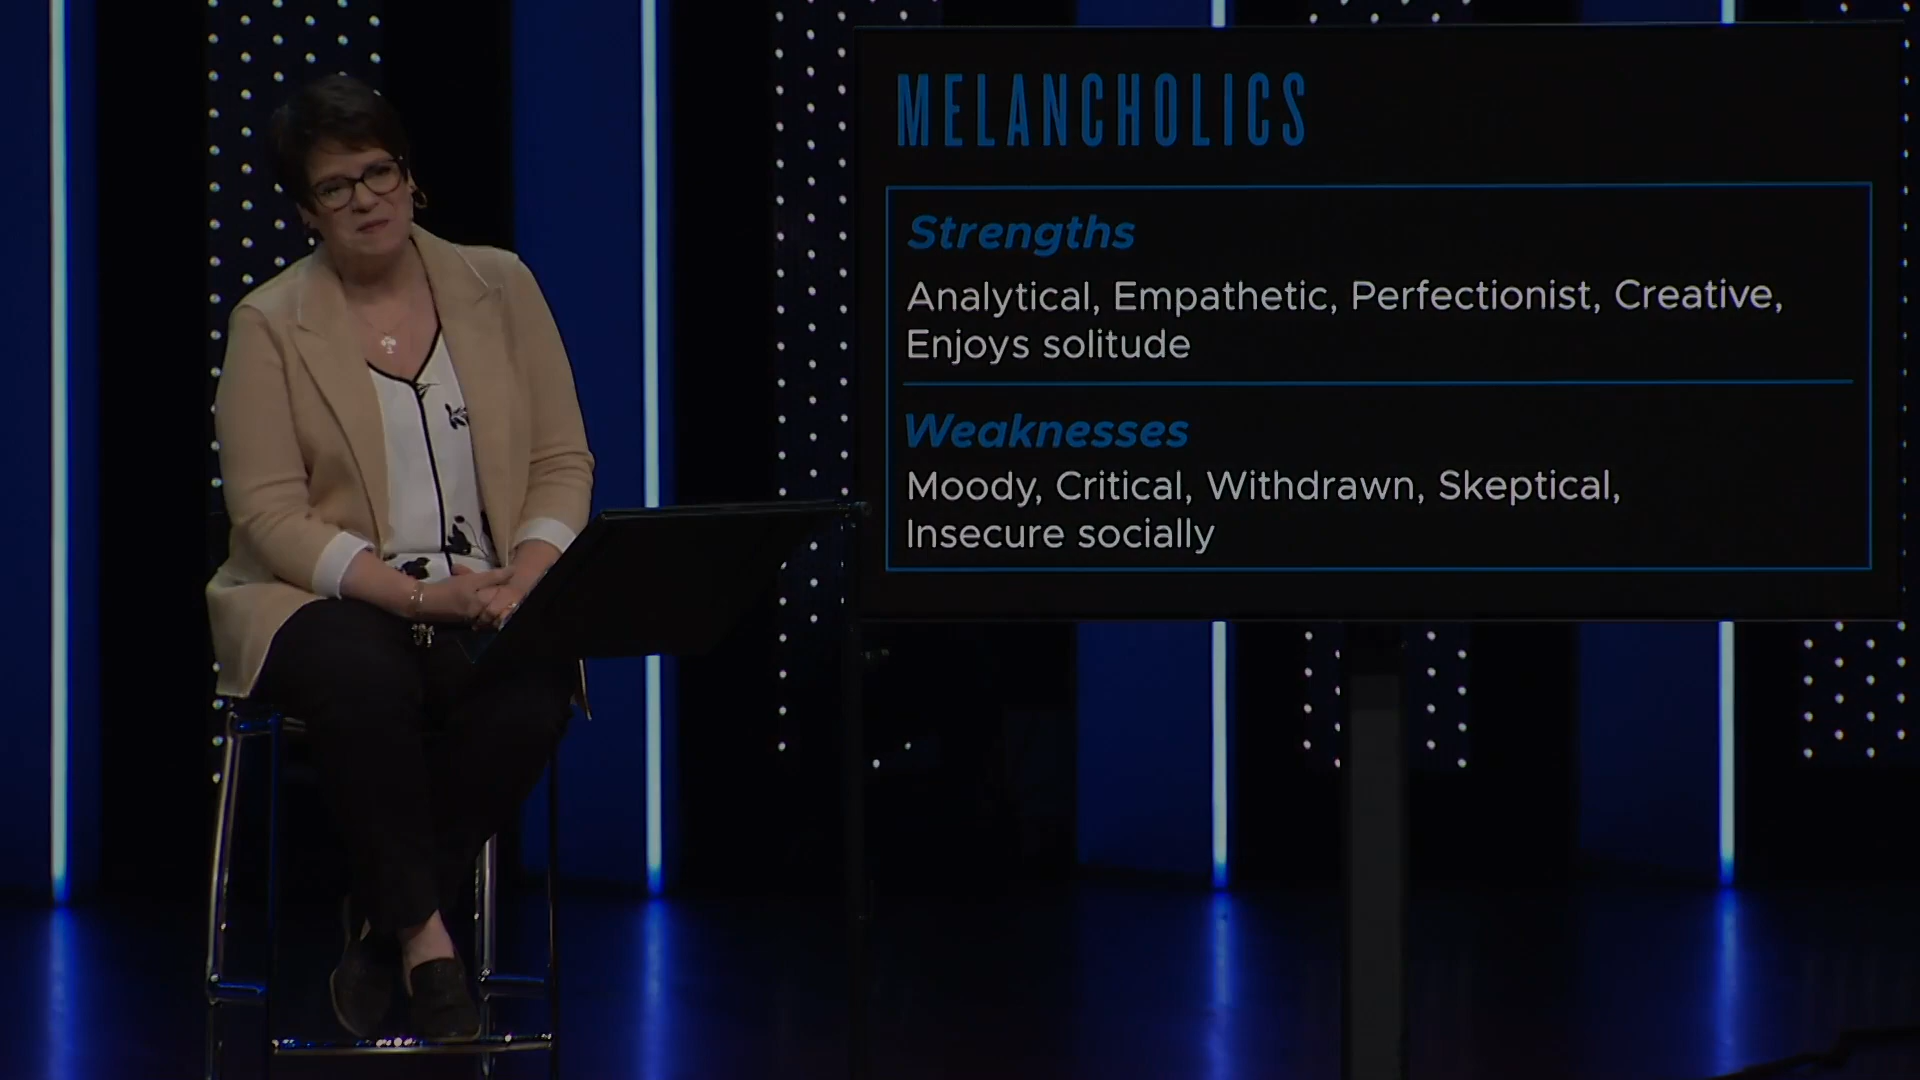 MELANCHOLICS
Strengths
Analytical, Empathetic, Perfectionist, Creative,
Enjoys solitude
Weaknesses
Moody, Critical, Withdrawn, Skeptical,
Insecure socially